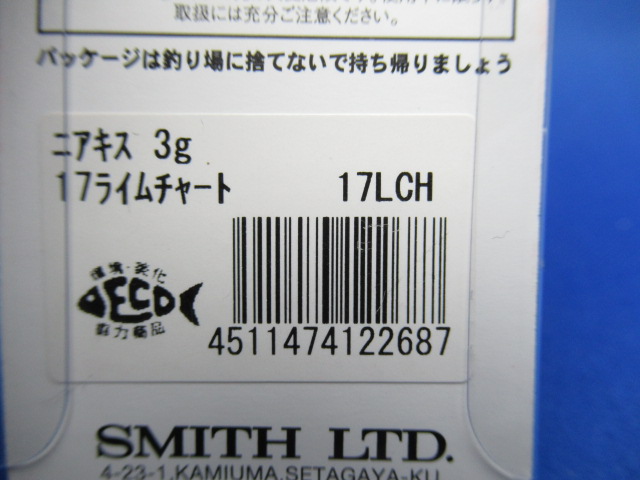 取扱には充分ご注意ください。
パッケージは釣り場に捨てないで持ち帰りましょう
ニアキス 3g
17ライムチャート 17LCH
環境・美化
ECO
協力商品
4511474122687
SMITH LTD.
4-23-1,KAMIUMA,SETAGAYA-KU